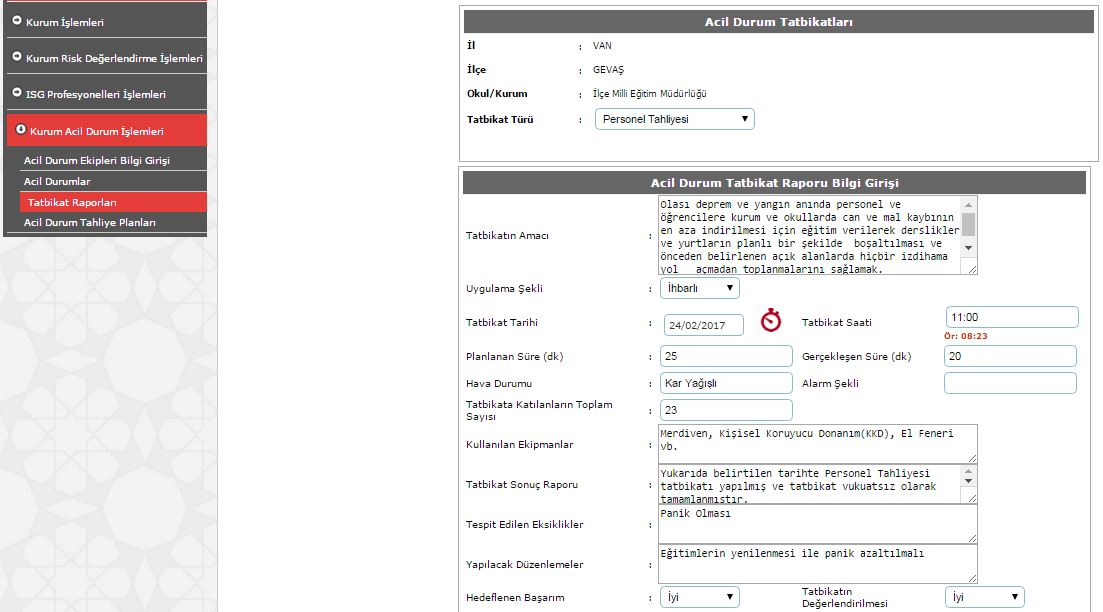 Kurum İşlemleri
Kurum Risk Değerlendirme İşlemleri
ISG Profesyonelleri İşlemleri
Kurum Acil Durum İşlemleri
Acil Durum Ekipleri Bilgi Girişi
Acil Durumlar
Tatbikat Raporları
Acil Durum Tahliye Planları
Acil Durum Tatbikatları
İl : VAN
İlçe : GEVAŞ
Okul/Kurum : İlçe Milli Eğitim Müdürlüğü
Tatbikat Türü : Personel Tahliyesi
Acil Durum Tatbikat Raporu Bilgi Girişi
Tatbikatın Amacı :
Olası deprem ve yangın anında personel ve
öğrencilere kurum ve okullarda can ve mal kaybının
en aza indirilmesi için eğitim verilerek derslikler
ve yurtların planlı bir şekilde boşaltılması ve
önceden belirlenen açık alanlarda hiçbir izdihama
yol açmadan toplanmalarını sağlamak.
Uygulama Şekli : İhbarlı
Tatbikat Tarihi : 24/02/2017 Tatbikat Saati 11:00
Ör: 08:23
Planlanan Süre (dk) : 25 Gerçekleşen Süre (dk) 20
Hava Durumu : Kar Yağışlı Alarm Şekli
Tatbikata Katılanların Toplam
Sayısı : 23
Kullanılan Ekipmanlar :
Merdiven, Kişisel Koruyucu Donanım(KKD), El Feneri
vb.
Tatbikat Sonuç Raporu :
Yukarıda belirtilen tarihte Personel Tahliyesi
tatbikatı yapılmış ve tatbikat vukuatsız olarak
tamamlanmıştır.
Tespit Edilen Eksiklikler : Panik Olması
Yapılacak Düzenlemeler : Eğitimlerin yenilenmesi ile panik azaltılmalı
Hedeflenen Başarım : İyi Tatbikatın
Değerlendirilmesi İyi